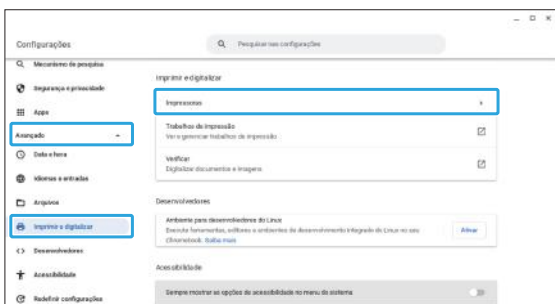 Configurações
Pesquisar nas configurações
Mecanismo de pesquisa
Segurança e privacidade
Apps
Avançado
Data e hora
Idiomas e entradas
Arquivos
Imprimir e digitalizar
Desenvolvedores
Acessibilidade
Redefinir configurações
Imprimir e digitalizar
Impressoras
Trabalhos de impressão
Ver e gerenciar trabalhos de impressão
Verificar
Digitalizar documentos e imagens
Desenvolvedores
Ambiente para desenvolvedores do Linux
Execute ferramentas, editores e ambientes de desenvolvimento integrado do Linux no seu
Chromebook. Saiba mais
Ativar
Acessibilidade
Sempre mostrar as opções de acessibilidade no menu do sistema